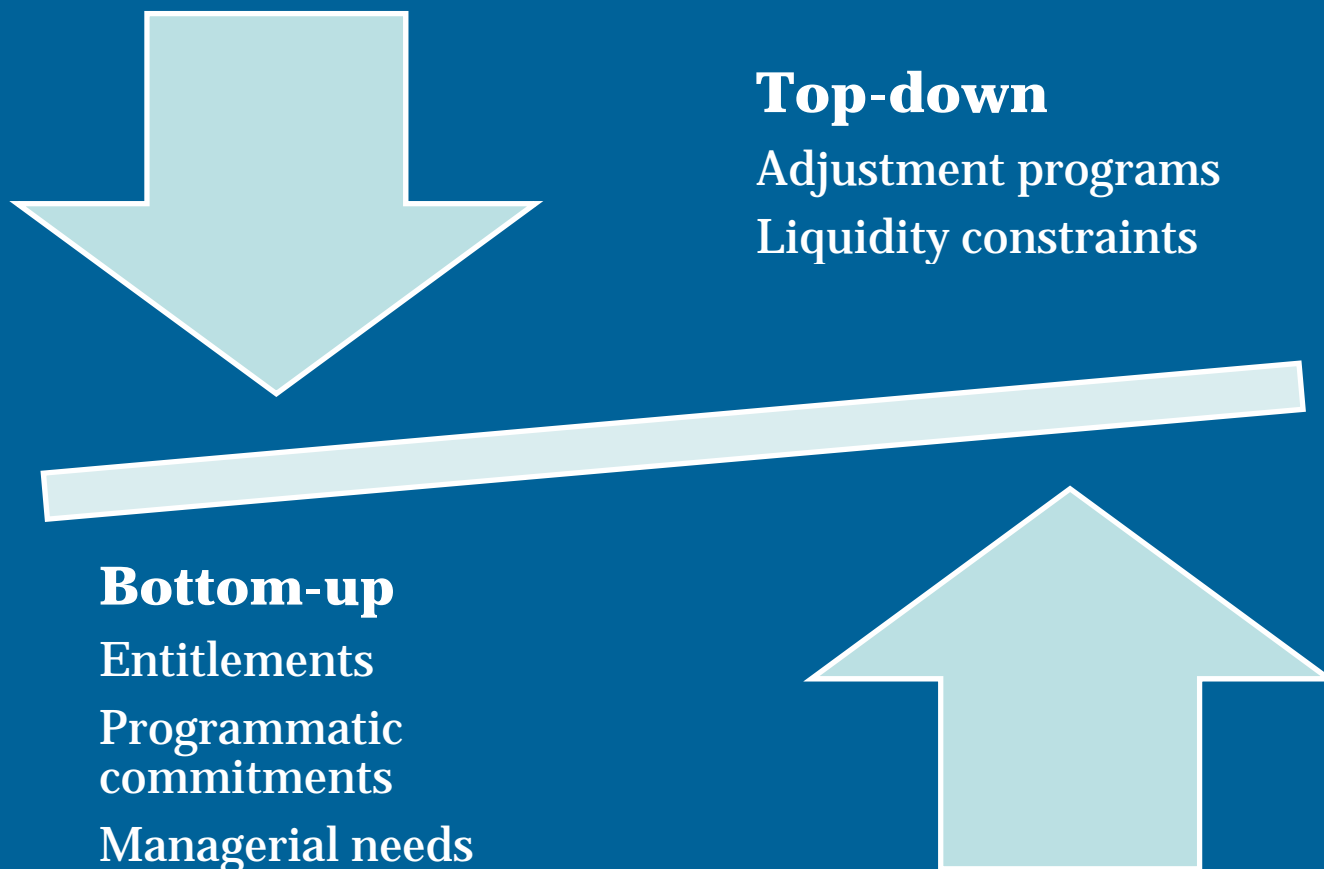 Top-down
Adjustment programs
Liquidity constraints
Bottom-up
Entitlements
Programmatic
commitments
Managerial needs